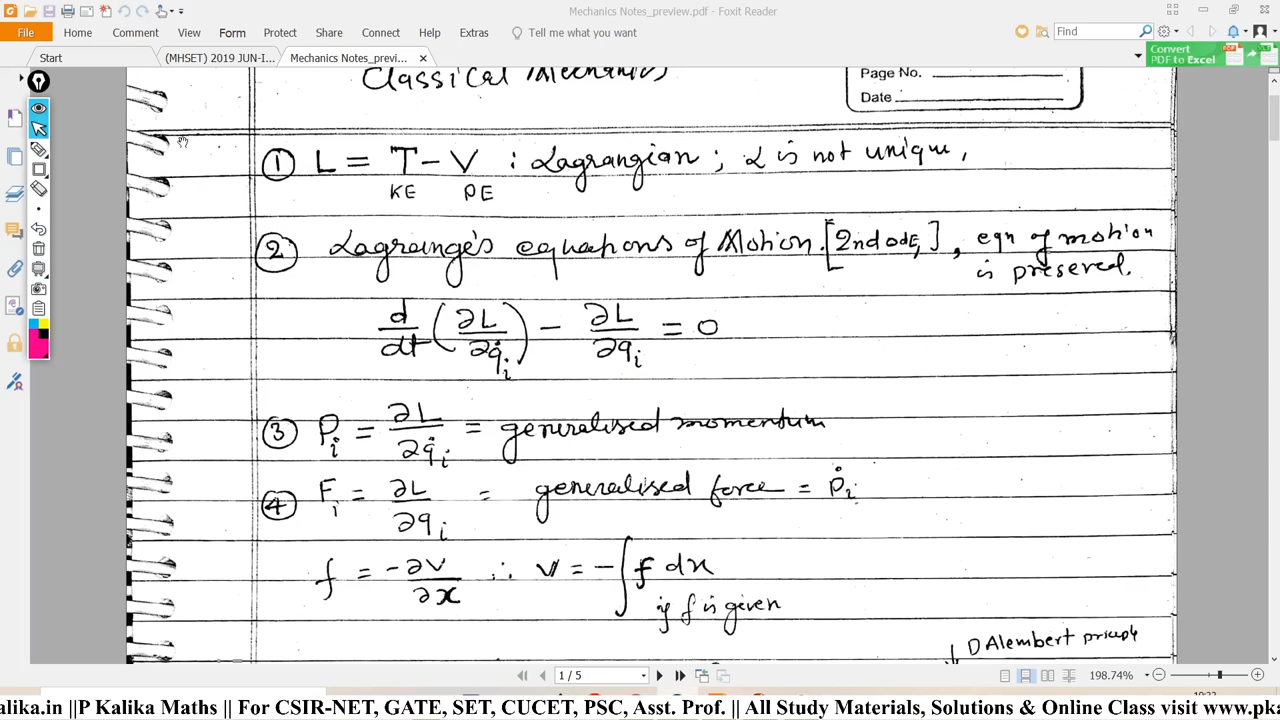 Mechanics Notes_preview.pdf - Foxit Reader
File Home Comment View Form Protect Share Connect Help Extras Tell me what you want Find
Start (MHSET) 2019 JUN-I... Mechanics Notes_previ... Convert PDF to Excel
Classical Mechanics
Page No.
Date
① L = T - V : Lagrangian ; L is not unique,
KE PE
② Lagrange's equations of Motion. [2nd ODE], eqn of motion
is presered.
d/dt (∂L/∂q̇i) - ∂L/∂qi = 0
③ Pi = ∂L/∂q̇i = generalised momentum
④ Fi = ∂L/∂qi = generalised force = Ṗi
f = -∂V/∂x ∴ V = -∫ f dx
if f is given
D Alembert
1 / 5 198.74%
alika.in ||P Kalika Maths || For CSIR-NET, GATE, SET, CUCET, PSC, Asst. Prof. || All Study Materials, Solutions & Online Class visit www.pka